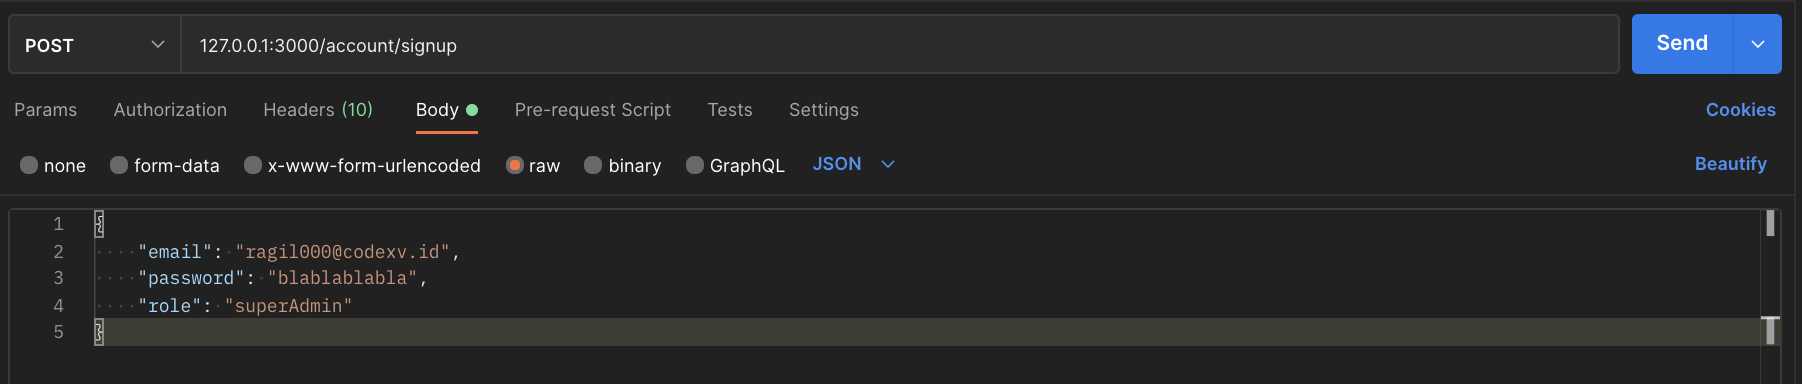 POST 127.0.0.1:3000/account/signup Send
Params Authorization Headers (10) Body Pre-request Script Tests Settings Cookies
none form-data x-www-form-urlencoded raw binary GraphQL JSON Beautify
1 {
2 "email": "ragil000@codexv.id",
3 "password": "blablablabla",
4 "role": "superAdmin"
5 }